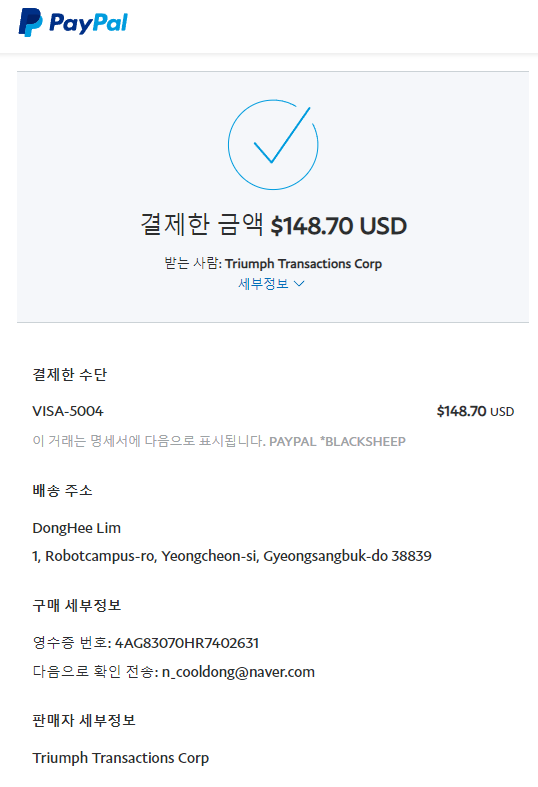 PayPal
결제한 금액 $148.70 USD
받는 사람: Triumph Transactions Corp
세부정보
결제한 수단
VISA-5004 $148.70 USD
이 거래는 명세서에 다음으로 표시됩니다. PAYPAL *BLACKSHEEP
배송 주소
DongHee Lim
1, Robotcampus-ro, Yeongcheon-si, Gyeongsangbuk-do 38839
구매 세부정보
영수증 번호: 4AG83070HR7402631
다음으로 확인 전송: n_cooldong@naver.com
판매자 세부정보
Triumph Transactions Corp